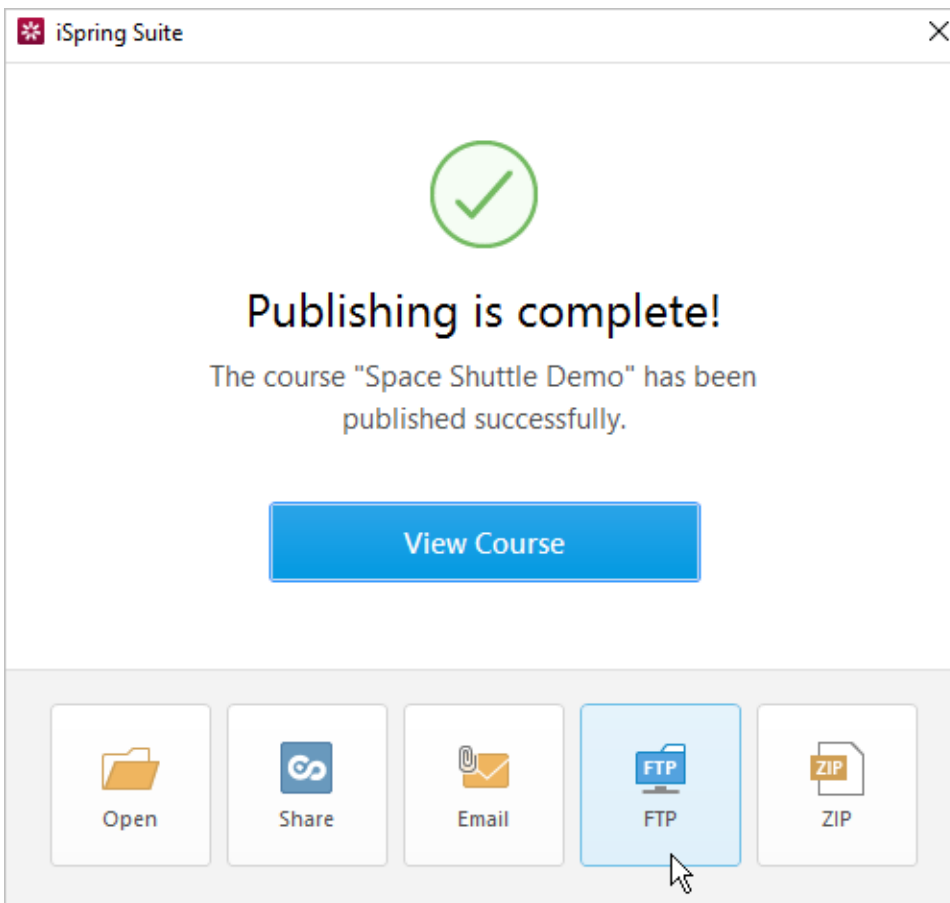 iSpring Suite
Publishing is complete!
The course "Space Shuttle Demo" has been
published successfully.
View Course
FTP
ZIP
Open
Share
Email
FTP
ZIP